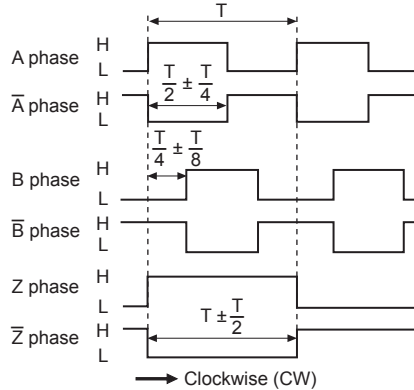 T
A phase H
L
A̅ phase H
L
T/2 ± T/4
T/4 ± T/8
B phase H
L
B̅ phase H
L
Z phase H
L
Z̅ phase H
L
T ± T/2
Clockwise (CW)